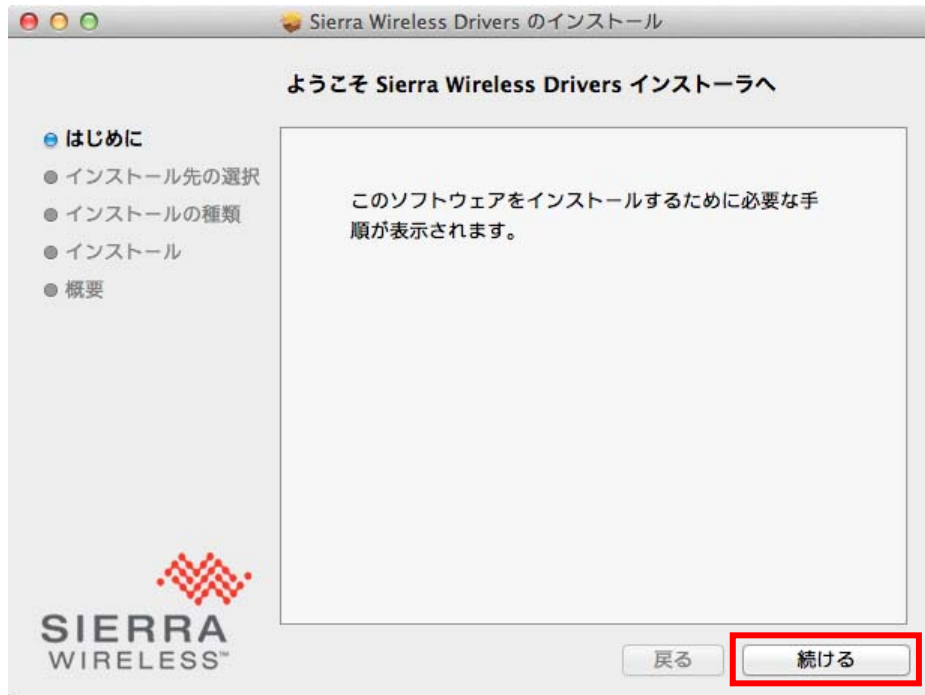 Sierra Wireless Drivers のインストール
ようこそ Sierra Wireless Drivers インストーラへ
はじめに
インストール先の選択
インストールの種類
インストール
概要
このソフトウェアをインストールするために必要な手
順が表示されます。
SIERRA
WIRELESS™
戻る
続ける